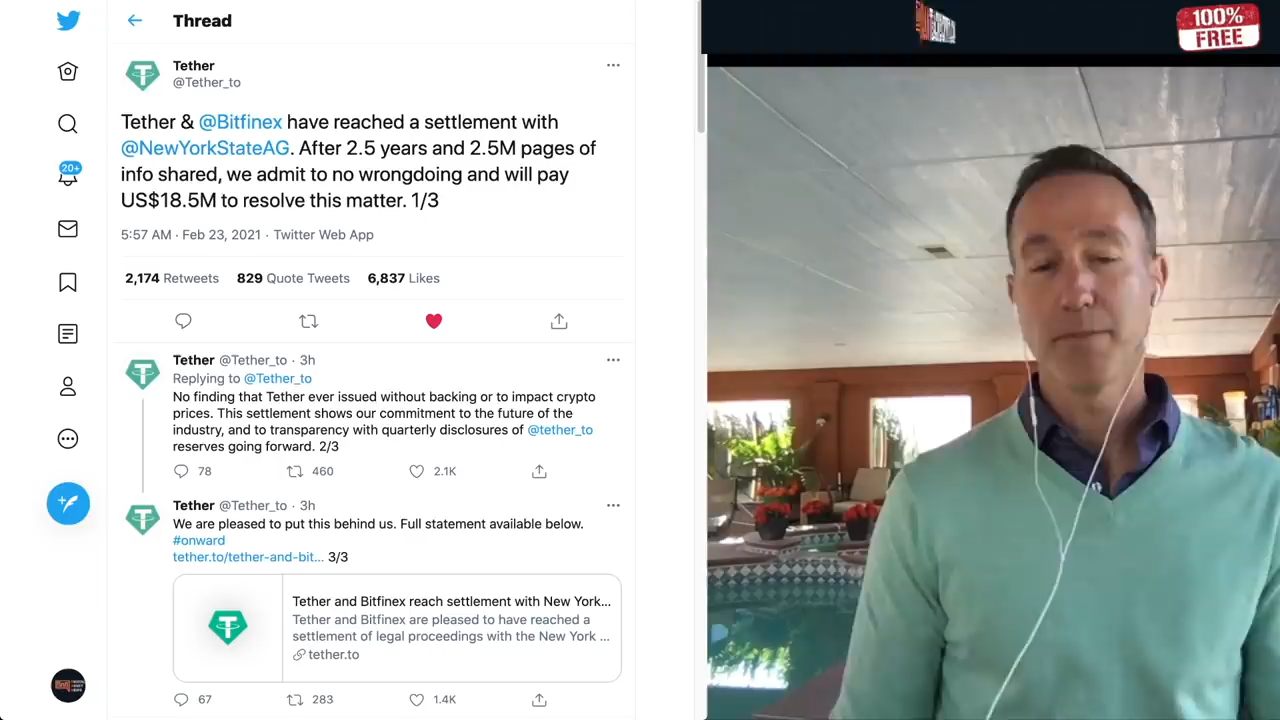 Thread
Tether
@Tether_to
Tether & @Bitfinex have reached a settlement with
@NewYorkStateAG. After 2.5 years and 2.5M pages of
info shared, we admit to no wrongdoing and will pay
US$18.5M to resolve this matter. 1/3
5:57 AM · Feb 23, 2021 · Twitter Web App
2,174 Retweets 829 Quote Tweets 6,837 Likes
Tether @Tether_to · 3h
Replying to @Tether_to
No finding that Tether ever issued without backing or to impact crypto
prices. This settlement shows our commitment to the future of the
industry, and to transparency with quarterly disclosures of @tether_to
reserves going forward. 2/3
78 460 2.1K
Tether @Tether_to · 3h
We are pleased to put this behind us. Full statement available below.
#onward
tether.to/tether-and-bit... 3/3
Tether and Bitfinex reach settlement with New York...
Tether and Bitfinex are pleased to have reached a
settlement of legal proceedings with the New York ...
tether.to
67 283 1.4K
20+
100%
FREE